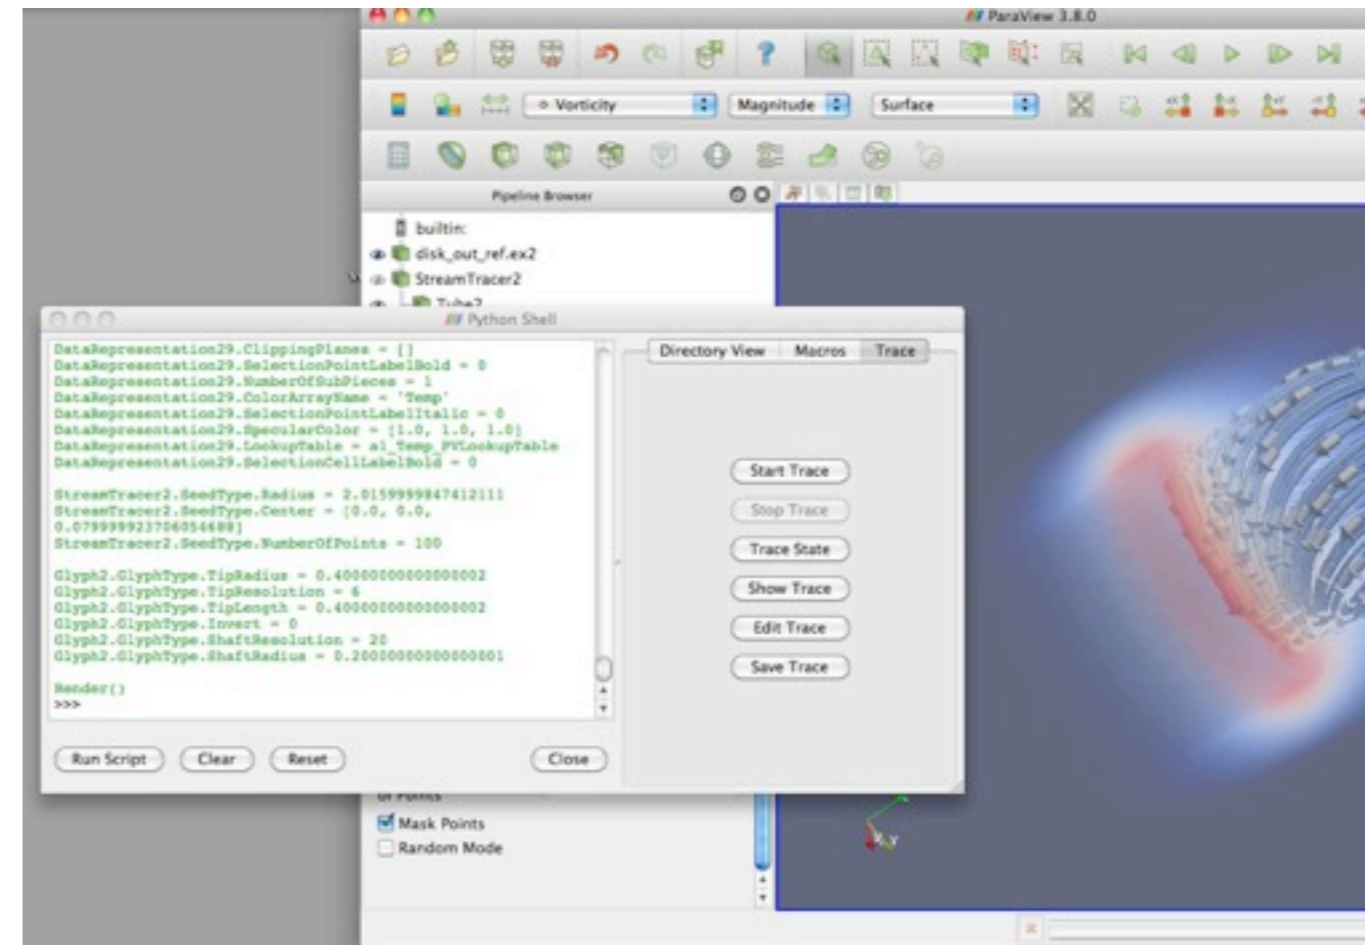 ParaView 3.8.0
Vorticity
Magnitude
Surface
Pipeline Browser
builtin:
disk_out_ref.ex2
StreamTracer2
Tube2
Python Shell
DataRepresentation29.ClippingPlanes = []
DataRepresentation29.SelectionPointLabelBold = 0
DataRepresentation29.NumberOfSubPieces = 1
DataRepresentation29.ColorArrayName = 'Temp'
DataRepresentation29.SelectionPointLabelItalic = 0
DataRepresentation29.SpecularColor = [1.0, 1.0, 1.0]
DataRepresentation29.LookupTable = a1_Temp_PVLookupTable
DataRepresentation29.SelectionCellLabelBold = 0
StreamTracer2.SeedType.Radius = 2.0159999847412111
StreamTracer2.SeedType.Center = [0.0, 0.0,
0.079999923706054688]
StreamTracer2.SeedType.NumberOfPoints = 100
Glyph2.GlyphType.TipRadius = 0.40000000000000002
Glyph2.GlyphType.TipResolution = 6
Glyph2.GlyphType.TipLength = 0.40000000000000002
Glyph2.GlyphType.Invert = 0
Glyph2.GlyphType.ShaftResolution = 20
Glyph2.GlyphType.ShaftRadius = 0.20000000000000001
Render()
>>>
Run Script
Clear
Reset
Close
Directory View
Macros
Trace
Start Trace
Stop Trace
Trace State
Show Trace
Edit Trace
Save Trace
of Points
Mask Points
Random Mode